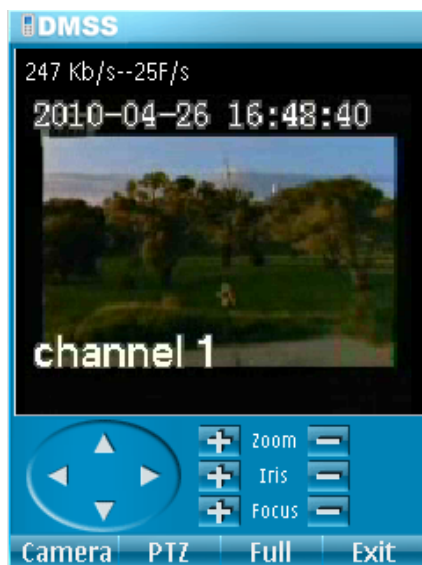 DMSS
247 Kb/s--25F/s
2010-04-26 16:48:40
channel 1
+ Zoom −
+ Iris −
+ Focus −
Camera PTZ Full Exit